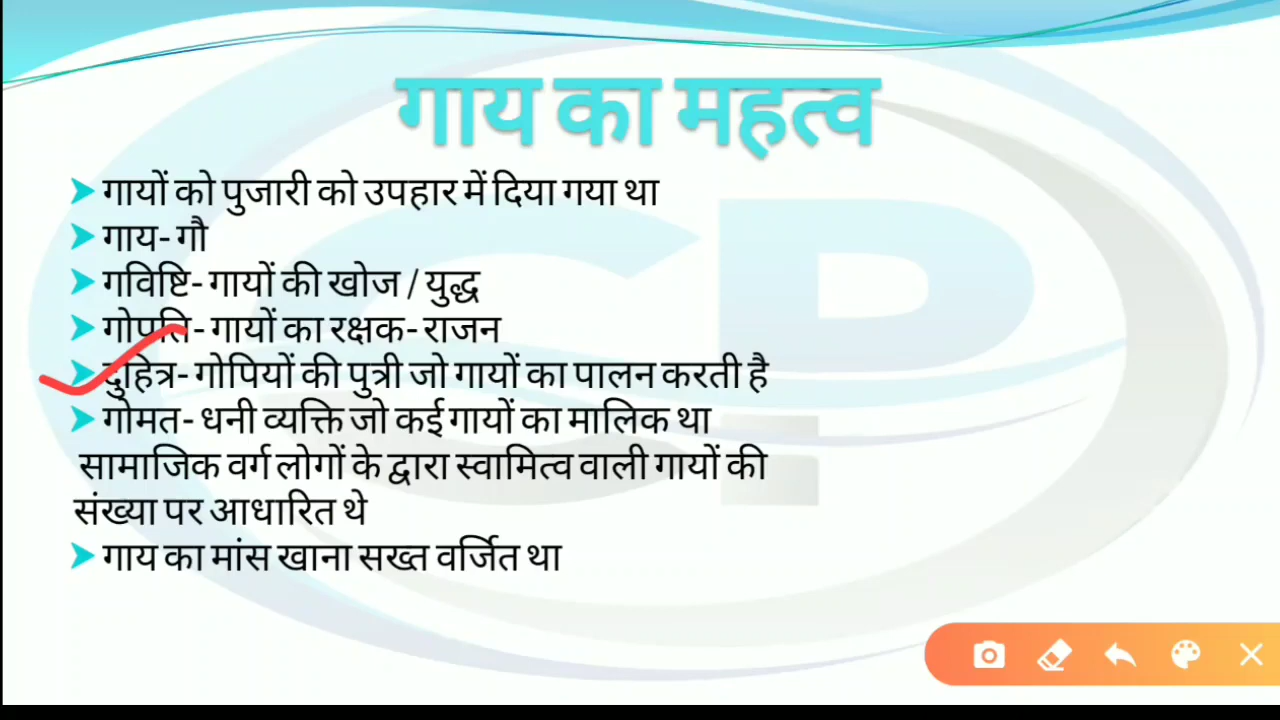 गाय का महत्व
गायों को पुजारी को उपहार में दिया गया था
गाय- गौ
गविष्टि- गायों की खोज / युद्ध
गोपति- गायों का रक्षक- राजन
दुहित्र- गोपियों की पुत्री जो गायों का पालन करती है
गोमत- धनी व्यक्ति जो कई गायों का मालिक था
सामाजिक वर्ग लोगों के द्वारा स्वामित्व वाली गायों की
संख्या पर आधारित थे
गाय का मांस खाना सख्त वर्जित था